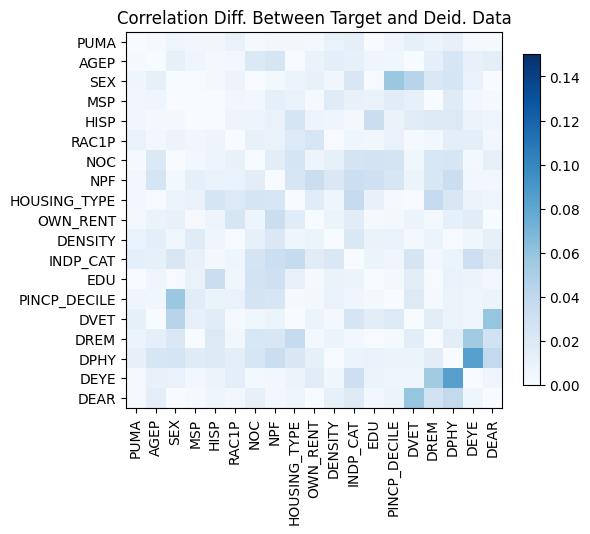 Correlation Diff. Between Target and Deid. Data
PUMA
AGEP
SEX
MSP
HISP
RAC1P
NOC
NPF
HOUSING_TYPE
OWN_RENT
DENSITY
INDP_CAT
EDU
PINCP_DECILE
DVET
DREM
DPHY
DEYE
DEAR
PUMA
AGEP
SEX
MSP
HISP
RAC1P
NOC
NPF
HOUSING_TYPE
OWN_RENT
DENSITY
INDP_CAT
EDU
PINCP_DECILE
DVET
DREM
DPHY
DEYE
DEAR
0.14
0.12
0.10
0.08
0.06
0.04
0.02
0.00